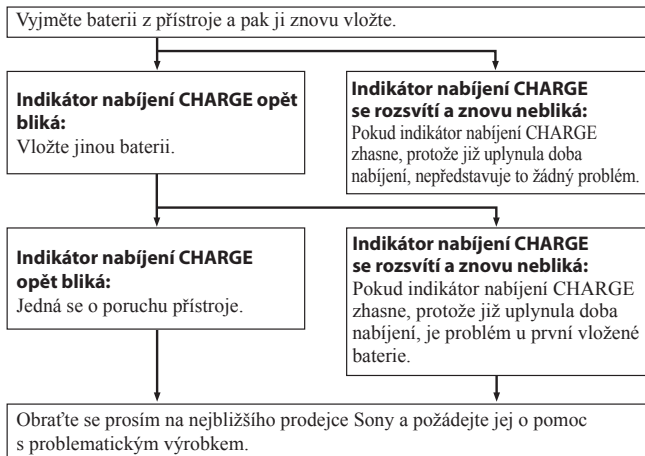 Vyjměte baterii z přístroje a pak ji znovu vložte.
Indikátor nabíjení CHARGE opět
bliká:
Vložte jinou baterii.
Indikátor nabíjení CHARGE
se rozsvítí a znovu nebliká:
Pokud indikátor nabíjení CHARGE
zhasne, protože již uplynula doba
nabíjení, nepředstavuje to žádný problém.
Indikátor nabíjení CHARGE
opět bliká:
Jedná se o poruchu přístroje.
Indikátor nabíjení CHARGE
se rozsvítí a znovu nebliká:
Pokud indikátor nabíjení CHARGE
zhasne, protože již uplynula doba
nabíjení, je problém u první vložené
baterie.
Obraťte se prosím na nejbližšího prodejce Sony a požádejte jej o pomoc
s problematickým výrobkem.